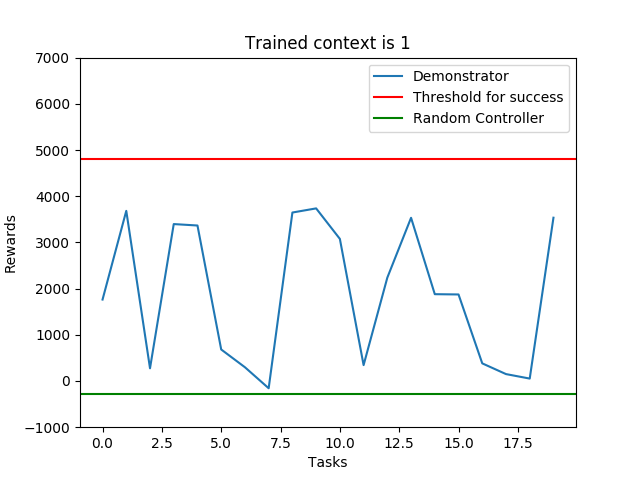 Trained context is 1
7000
6000
5000
4000
3000
2000
1000
0
−1000
Rewards
Demonstrator
Threshold for success
Random Controller
0.0 2.5 5.0 7.5 10.0 12.5 15.0 17.5
Tasks